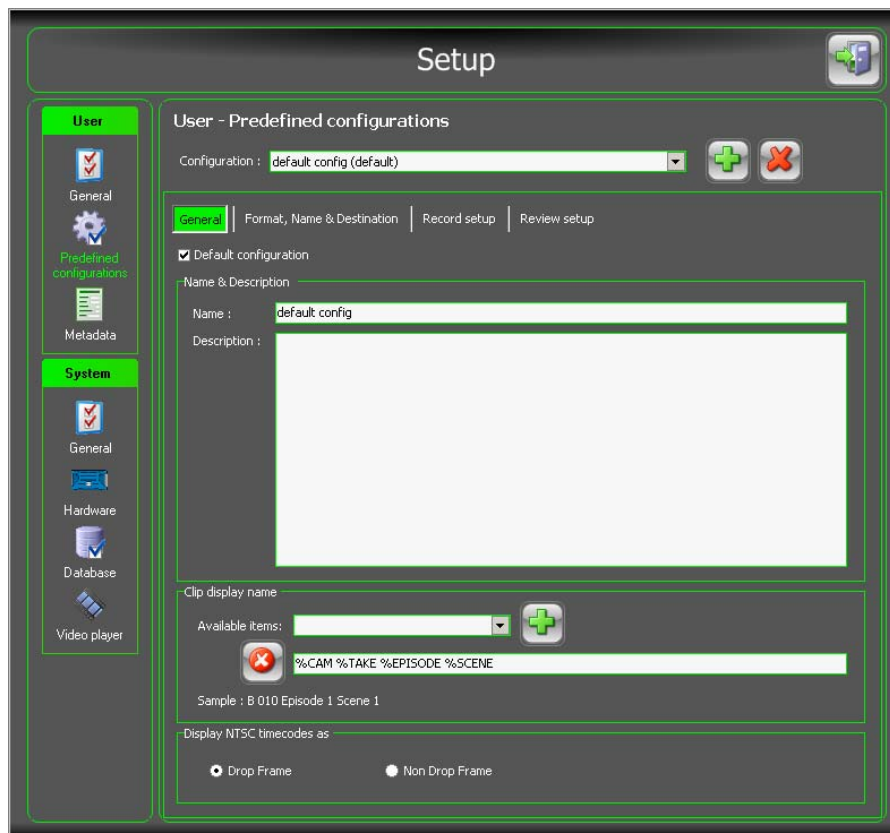 Setup
User
General
Predefined
configurations
Metadata
System
General
Hardware
Database
Video player
User - Predefined configurations
Configuration : default config (default)
General Format, Name & Destination Record setup Review setup
Default configuration
Name & Description
Name : default config
Description :
Clip display name
Available items:
%CAM %TAKE %EPISODE %SCENE
Sample : B 010 Episode 1 Scene 1
Display NTSC timecodes as
Drop Frame Non Drop Frame